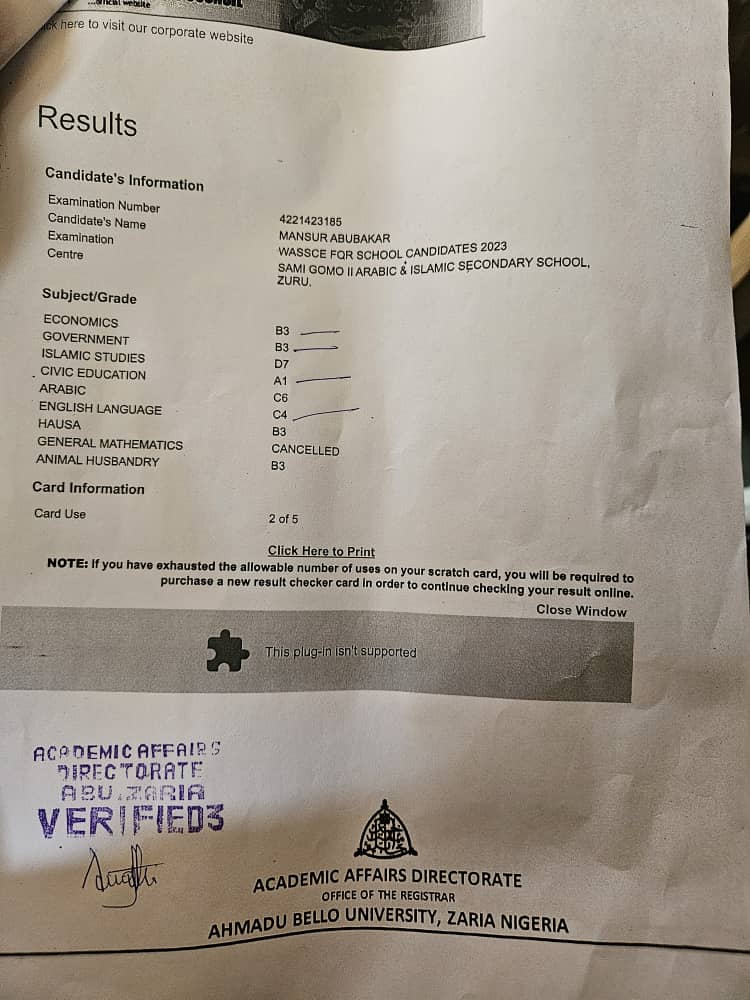 here to visit our corporate website
Results
Candidate's Information
Examination Number 4221423185
Candidate's Name MANSUR ABUBAKAR
Examination WASSCE FOR SCHOOL CANDIDATES 2023
Centre SAMI GOMO II ARABIC & ISLAMIC SECONDARY SCHOOL,
ZURU.
Subject/Grade
ECONOMICS B3
GOVERNMENT B3
ISLAMIC STUDIES D7
CIVIC EDUCATION A1
ARABIC C6
ENGLISH LANGUAGE C4
HAUSA B3
GENERAL MATHEMATICS CANCELLED
ANIMAL HUSBANDRY B3
Card Information
Card Use 2 of 5
Click Here to Print
NOTE: If you have exhausted the allowable number of uses on your scratch card, you will be required to
purchase a new result checker card in order to continue checking your result online.
Close Window
This plug-in isn't supported
ACADEMIC AFFAIRS
DIRECTORATE
ABU, ZARIA
VERIFIED3
ACADEMIC AFFAIRS DIRECTORATE
OFFICE OF THE REGISTRAR
AHMADU BELLO UNIVERSITY, ZARIA NIGERIA